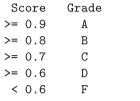 Score Grade
>= 0.9 A
>= 0.8 B
>= 0.7 C
>= 0.6 D
< 0.6 F